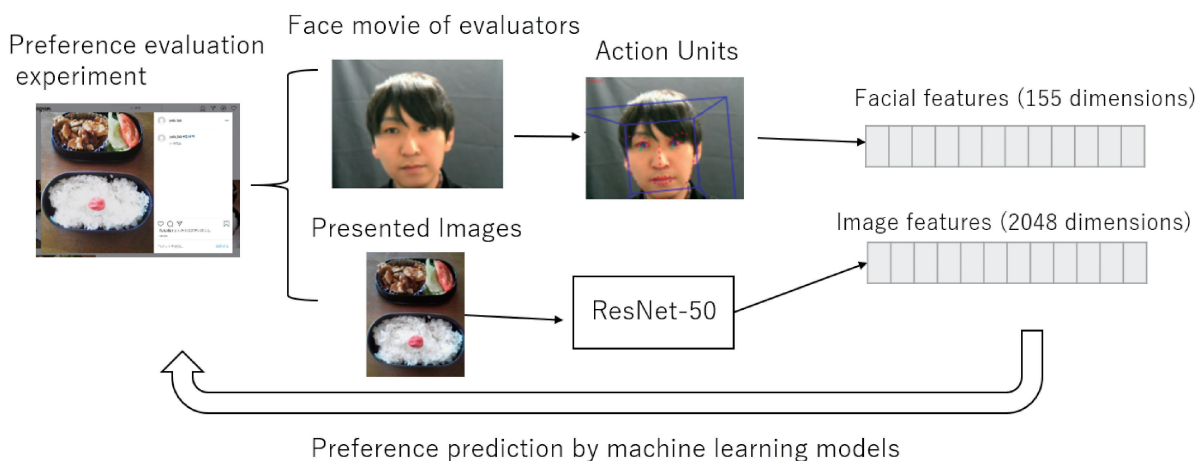 Face movie of evaluators
Preference evaluation
experiment
Action Units
Facial features (155 dimensions)
Presented Images
Image features (2048 dimensions)
ResNet-50
Preference prediction by machine learning models